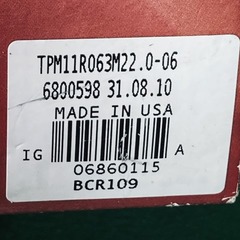 TPM11R063M22.0-06
6800598 31.08.10
MADE IN USA
IG A
06860115
BCR109